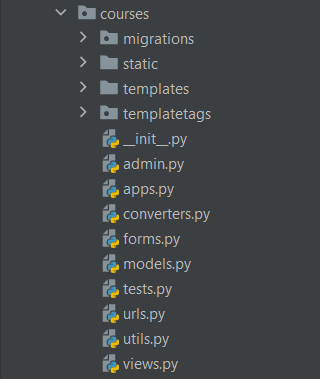 courses
migrations
static
templates
templatetags
__init__.py
admin.py
apps.py
converters.py
forms.py
models.py
tests.py
urls.py
utils.py
views.py